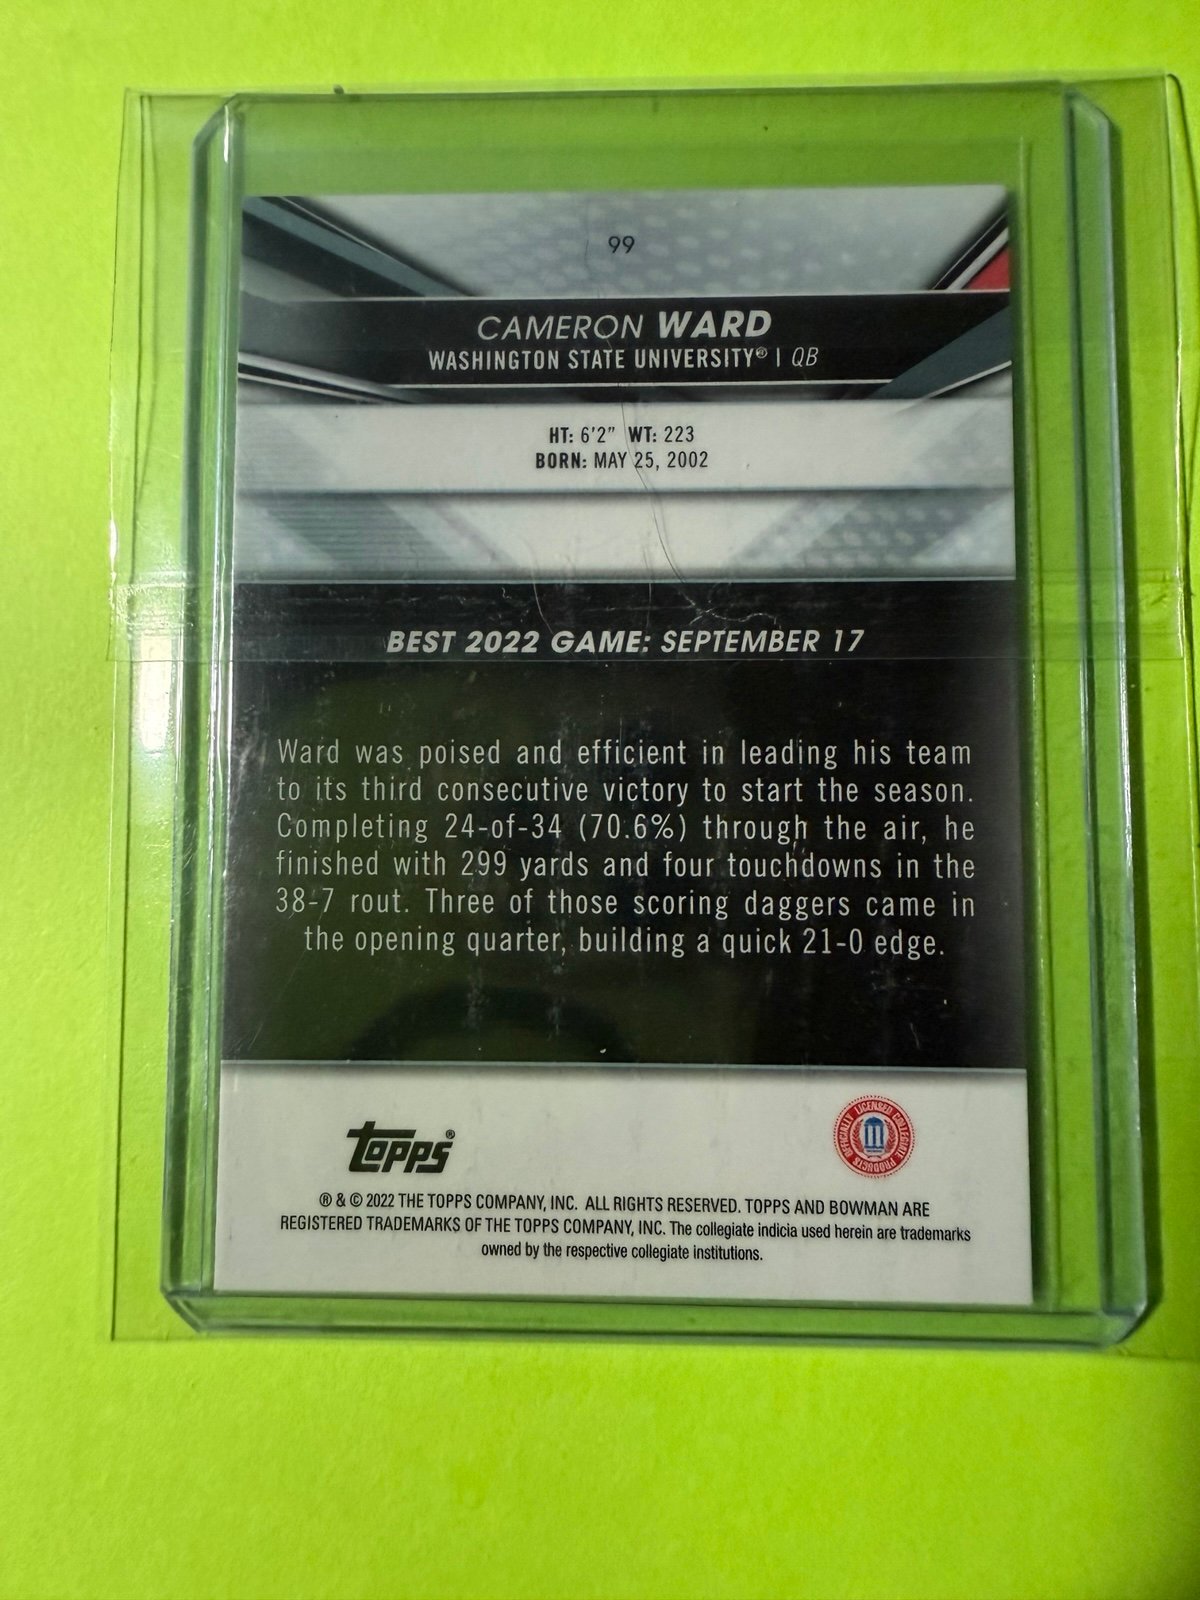 99
CAMERON WARD
WASHINGTON STATE UNIVERSITY® | QB
HT: 6'2" WT: 223
BORN: MAY 25, 2002
BEST 2022 GAME: SEPTEMBER 17
Ward was poised and efficient in leading his team
to its third consecutive victory to start the season.
Completing 24-of-34 (70.6%) through the air, he
finished with 299 yards and four touchdowns in the
38-7 rout. Three of those scoring daggers came in
the opening quarter, building a quick 21-0 edge.
Topps®
OFFICIALLY LICENSED COLLEGIATE PRODUCTS
® & © 2022 THE TOPPS COMPANY, INC. ALL RIGHTS RESERVED. TOPPS AND BOWMAN ARE
REGISTERED TRADEMARKS OF THE TOPPS COMPANY, INC. The collegiate indicia used herein are trademarks
owned by the respective collegiate institutions.